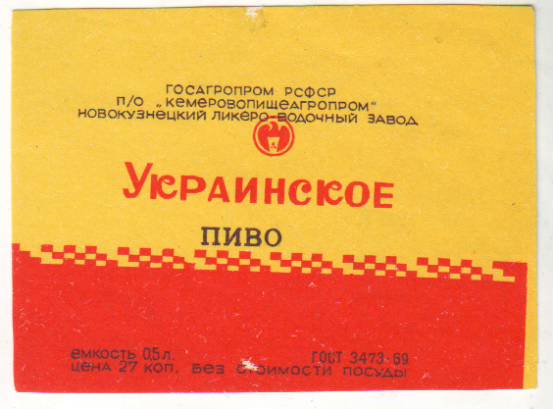 ГОСАГРОПРОМ РСФСР
П/О „КЕМЕРОВОПИЩЕАГРОПРОМ"
НОВОКУЗНЕЦКИЙ ЛИКЁРО-ВОДОЧНЫЙ ЗАВОД
УКРАИНСКОЕ
ПИВО
ЕМКОСТЬ 0,5 Л. ГОСТ 3473-69
ЦЕНА 27 КОП. БЕЗ СТОИМОСТИ ПОСУДЫ